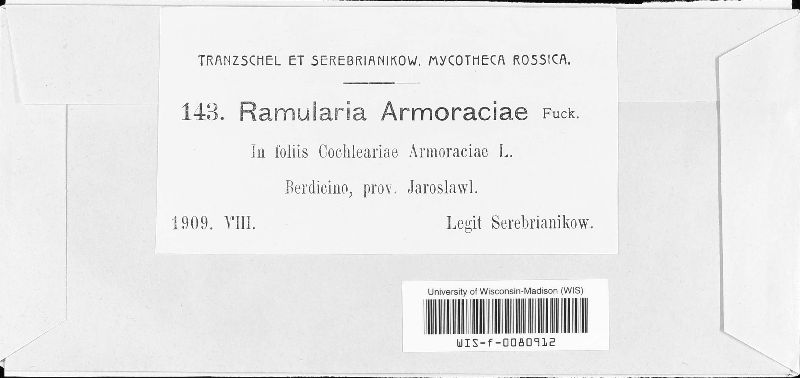 TRANZSCHEL ET SEREBRIANIKOW. MYCOTHECA ROSSICA.
143. Ramularia Armoraciae Fuck.
In foliis Cochleariae Armoraciae L.
Berdicino, prov. Jaroslawl.
1909. VIII. Legit Serebrianikow.
University of Wisconsin-Madison (WIS)
WIS-f-0080912